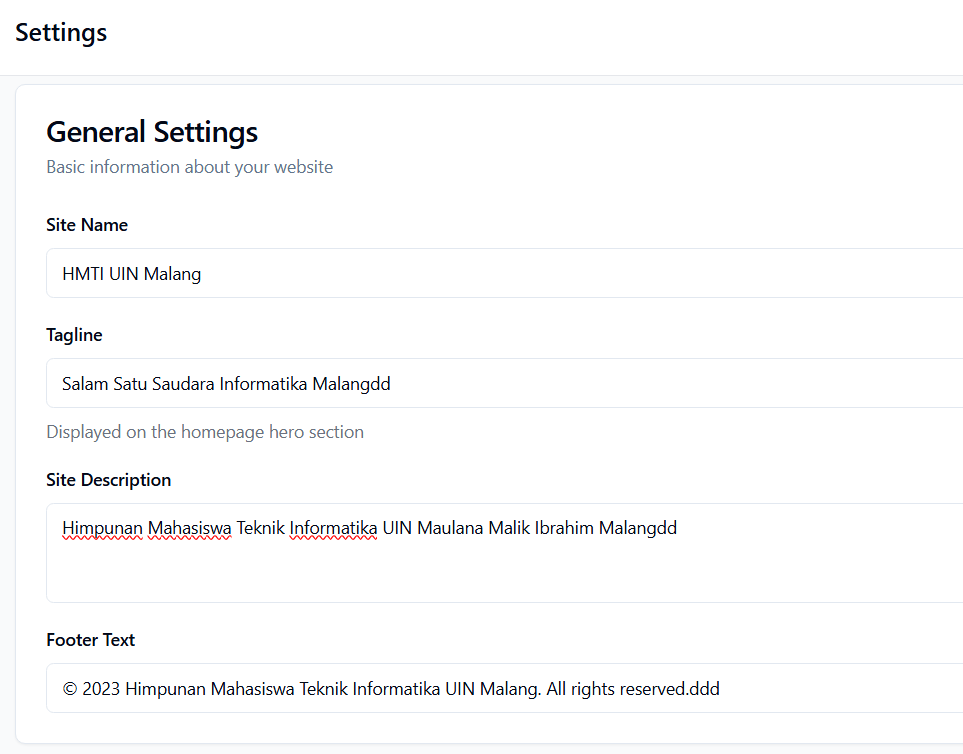 Settings
General Settings
Basic information about your website
Site Name
HMTI UIN Malang
Tagline
Salam Satu Saudara Informatika Malangdd
Displayed on the homepage hero section
Site Description
Himpunan Mahasiswa Teknik Informatika UIN Maulana Malik Ibrahim Malangdd
Footer Text
© 2023 Himpunan Mahasiswa Teknik Informatika UIN Malang. All rights reserved.ddd